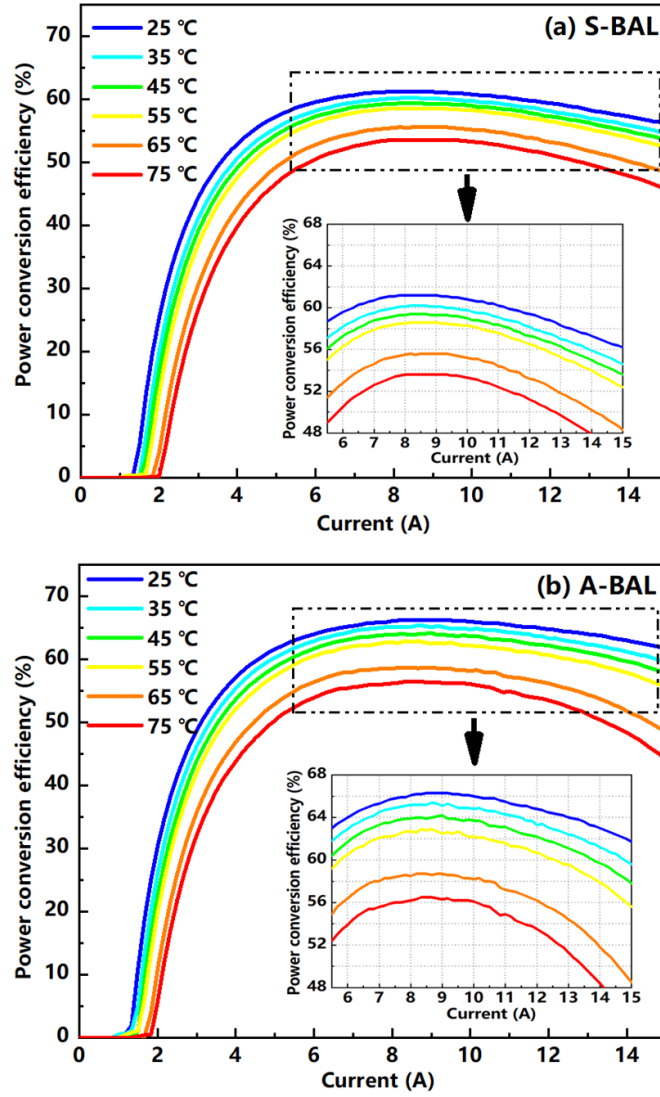 (a) S-BAL
25 ℃
35 ℃
45 ℃
55 ℃
65 ℃
75 ℃
Power conversion efficiency (%)
70
60
50
40
30
20
10
0
0 2 4 6 8 10 12 14
Current (A)
Power conversion efficiency (%)
68
64
60
56
52
48
6 7 8 9 10 11 12 13 14 15
Current (A)
(b) A-BAL
25 ℃
35 ℃
45 ℃
55 ℃
65 ℃
75 ℃
Power conversion efficiency (%)
70
60
50
40
30
20
10
0
0 2 4 6 8 10 12 14
Current (A)
Power conversion efficiency (%)
68
64
60
56
52
48
6 7 8 9 10 11 12 13 14 15
Current (A)